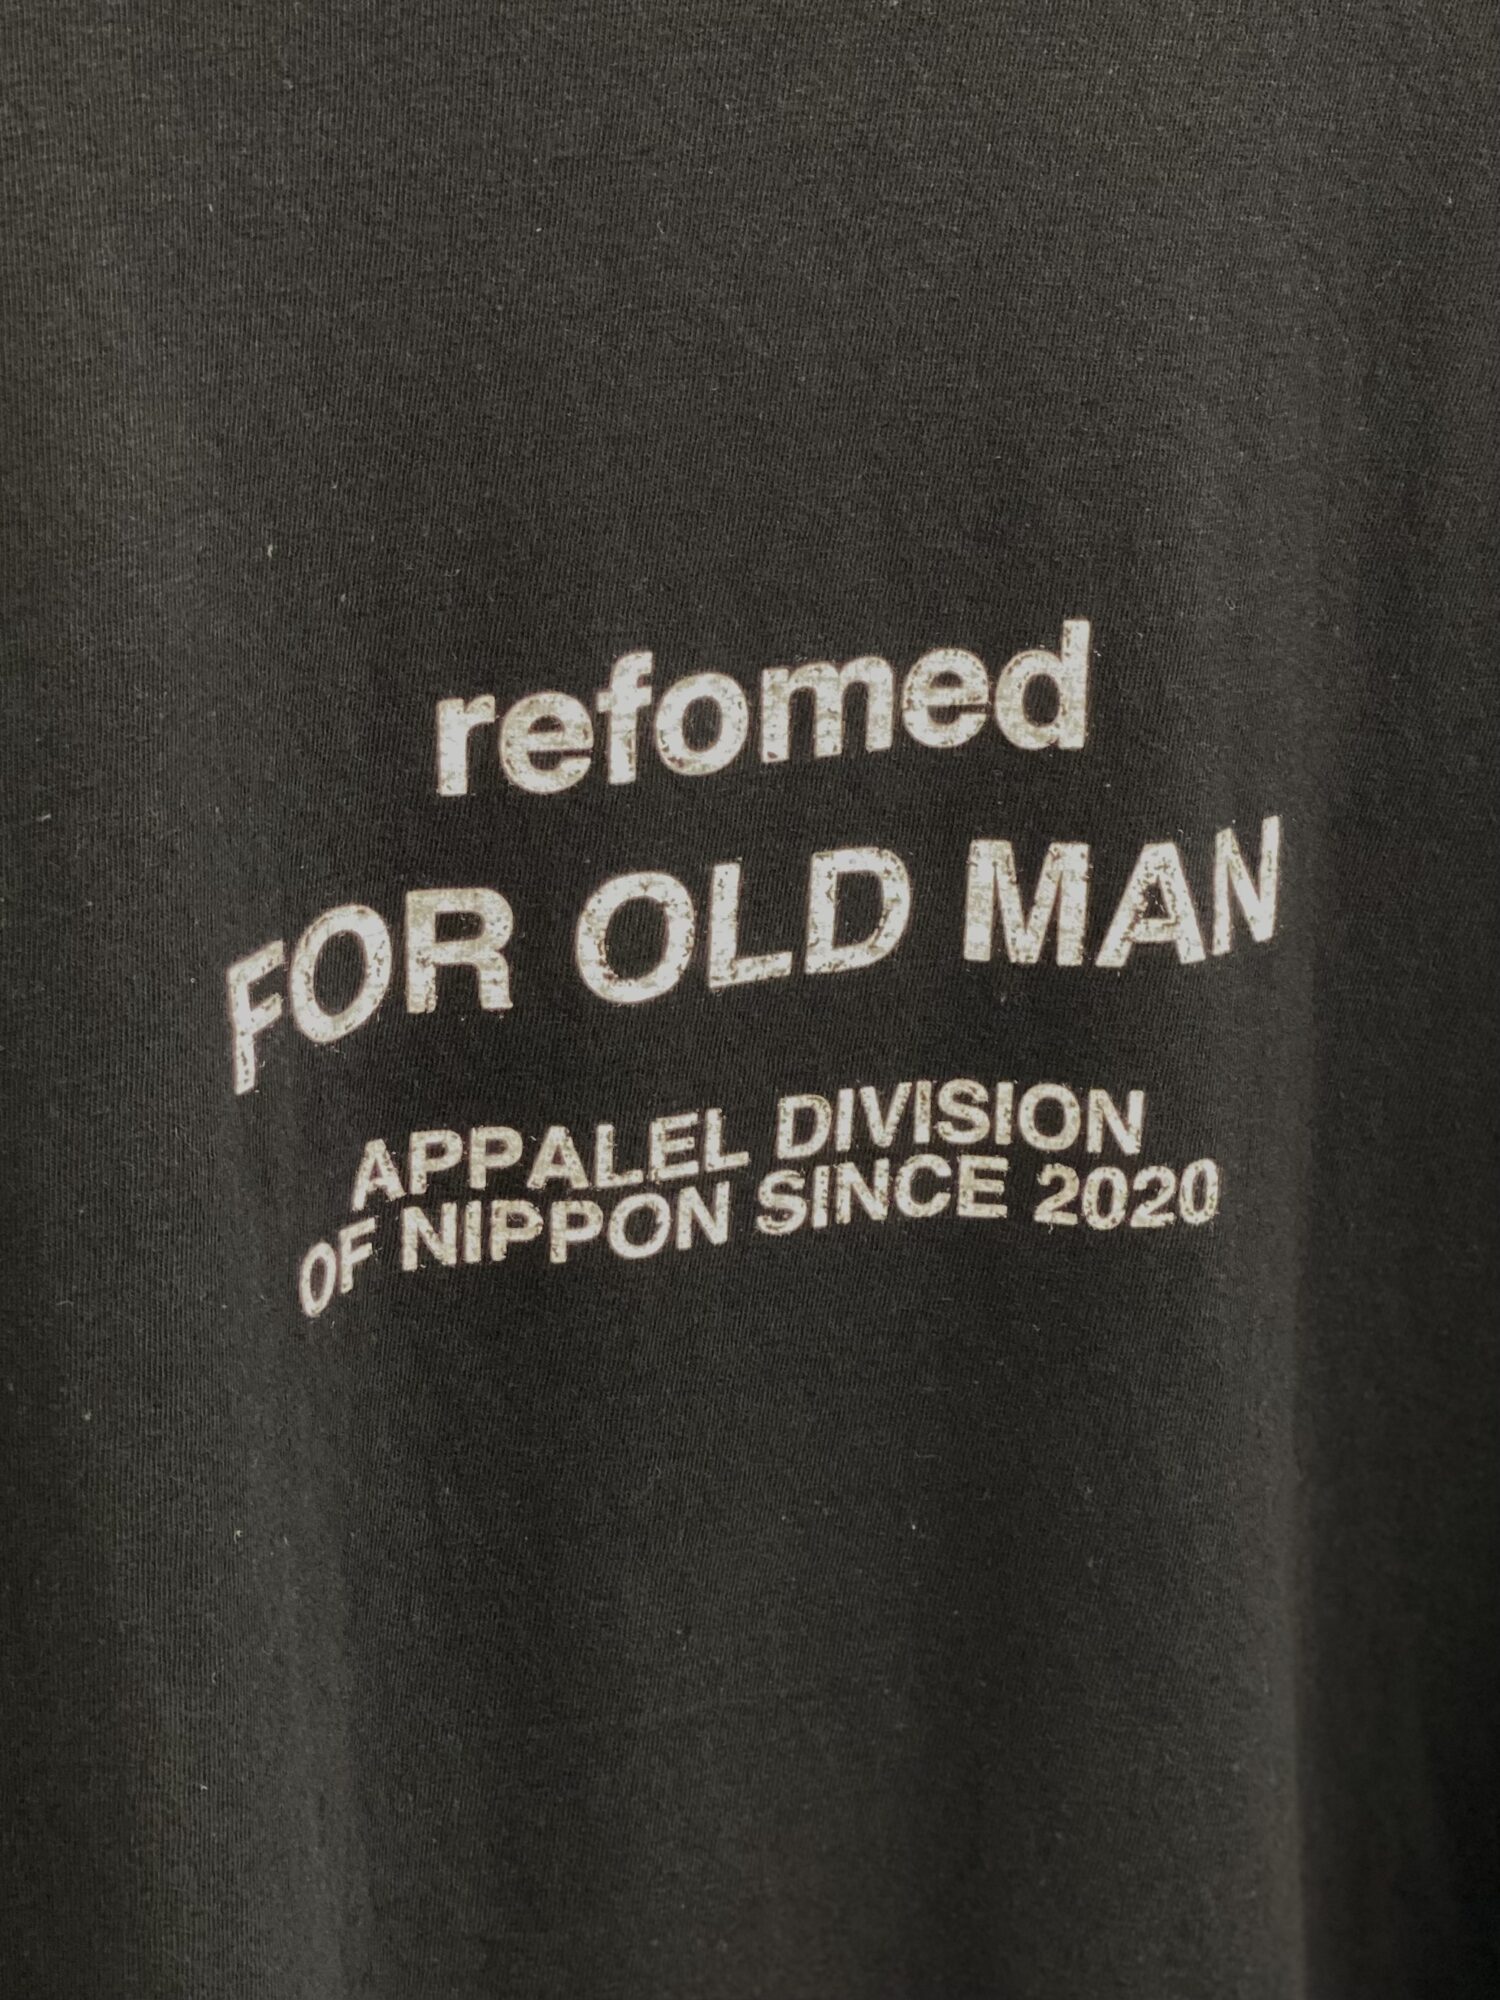 refomed
FOR OLD MAN
APPALEL DIVISION
OF NIPPON SINCE 2020